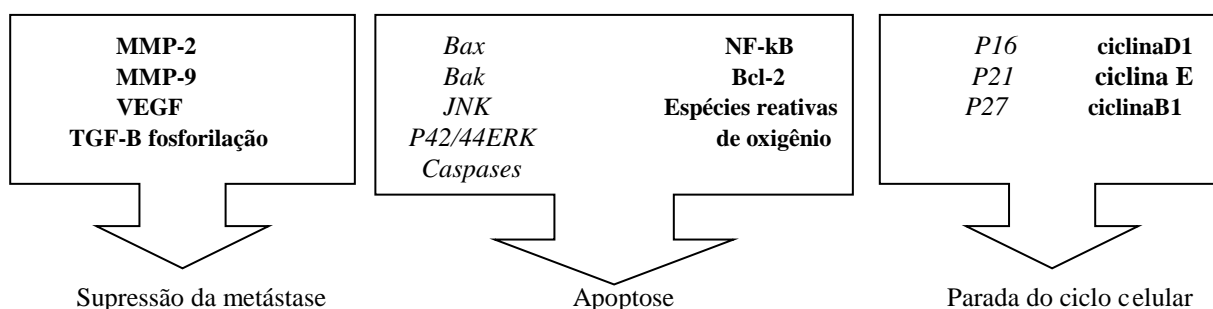 MMP-2
MMP-9
VEGF
TGF-B fosforilação
Bax
Bak
JNK
P42/44ERK
Caspases
NF-kB
Bcl-2
Espécies reativas
de oxigênio
P16
P21
P27
ciclinaD1
ciclina E
ciclinaB1
Supressão da metástase
Apoptose
Parada do ciclo celular